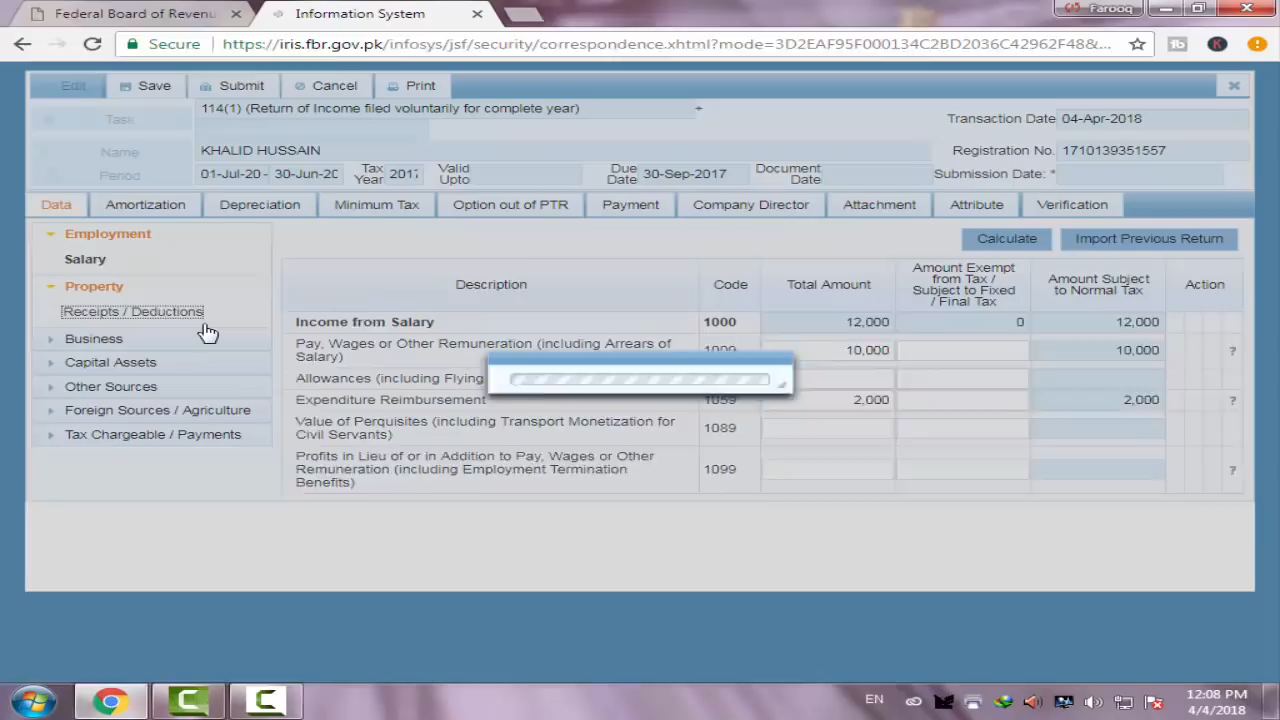 Federal Board of Revenu
Information System
Farooq
Secure
https://iris.fbr.gov.pk/infosys/jsf/security/correspondence.xhtml?mode=3D2EAF95F000134C2BD2036C42962F48&...
Edit Save Submit Cancel Print
Task 114(1) (Return of Income filed voluntarily for complete year) +
Transaction Date 04-Apr-2018
Name KHALID HUSSAIN
Registration No. 1710139351557
Period 01-Jul-20 - 30-Jun-20
Tax Year 2017
Valid Upto
Due Date 30-Sep-2017
Document Date
Submission Date: *
Data Amortization Depreciation Minimum Tax Option out of PTR Payment Company Director Attachment Attribute Verification
Employment
Salary
Property
Receipts / Deductions
Business
Capital Assets
Other Sources
Foreign Sources / Agriculture
Tax Chargeable / Payments
Calculate Import Previous Return
Description Code Total Amount
Amount Exempt from Tax / Subject to Fixed / Final Tax
Amount Subject to Normal Tax
Action
Income from Salary 1000 12,000 0 12,000
Pay, Wages or Other Remuneration (including Arrears of
Salary) 1009 10,000 10,000 ?
Allowances (including Flying
Expenditure Reimbursement 1059 2,000 2,000 ?
Value of Perquisites (including Transport Monetization for
Civil Servants) 1089
Profits in Lieu of or in Addition to Pay, Wages or Other
Remuneration (including Employment Termination
Benefits) 1099 ?
EN
12:08 PM
4/4/2018